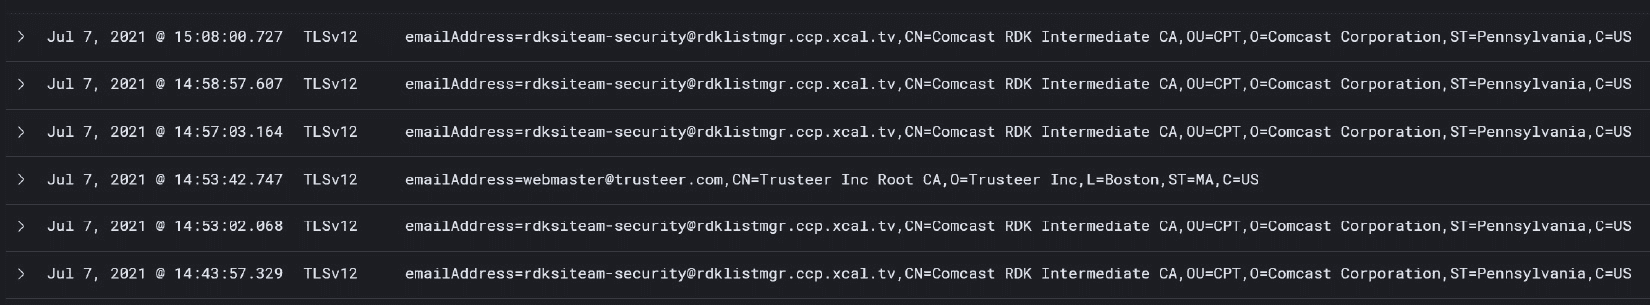 Jul 7, 2021 @ 15:08:00.727 TLSv12 emailAddress=rdksiteam-security@rdklistmgr.ccp.xcal.tv,CN=Comcast RDK Intermediate CA,OU=CPT,O=Comcast Corporation,ST=Pennsylvania,C=US
Jul 7, 2021 @ 14:58:57.607 TLSv12 emailAddress=rdksiteam-security@rdklistmgr.ccp.xcal.tv,CN=Comcast RDK Intermediate CA,OU=CPT,O=Comcast Corporation,ST=Pennsylvania,C=US
Jul 7, 2021 @ 14:57:03.164 TLSv12 emailAddress=rdksiteam-security@rdklistmgr.ccp.xcal.tv,CN=Comcast RDK Intermediate CA,OU=CPT,O=Comcast Corporation,ST=Pennsylvania,C=US
Jul 7, 2021 @ 14:53:42.747 TLSv12 emailAddress=webmaster@trusteer.com,CN=Trusteer Inc Root CA,O=Trusteer Inc,L=Boston,ST=MA,C=US
Jul 7, 2021 @ 14:53:02.068 TLSv12 emailAddress=rdksiteam-security@rdklistmgr.ccp.xcal.tv,CN=Comcast RDK Intermediate CA,OU=CPT,O=Comcast Corporation,ST=Pennsylvania,C=US
Jul 7, 2021 @ 14:43:57.329 TLSv12 emailAddress=rdksiteam-security@rdklistmgr.ccp.xcal.tv,CN=Comcast RDK Intermediate CA,OU=CPT,O=Comcast Corporation,ST=Pennsylvania,C=US